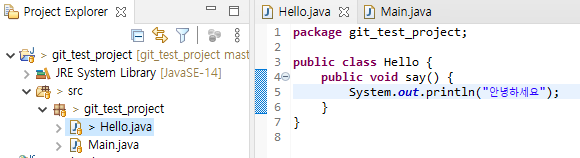 Project Explorer
git_test_project [git_test_project mast
JRE System Library [JavaSE-14]
> src
git_test_project
> Hello.java
Main.java
Hello.java Main.java
1 package git_test_project;
2
3 public class Hello {
4 public void say() {
5 System.out.println("안녕하세요");
6 }
7 }
8